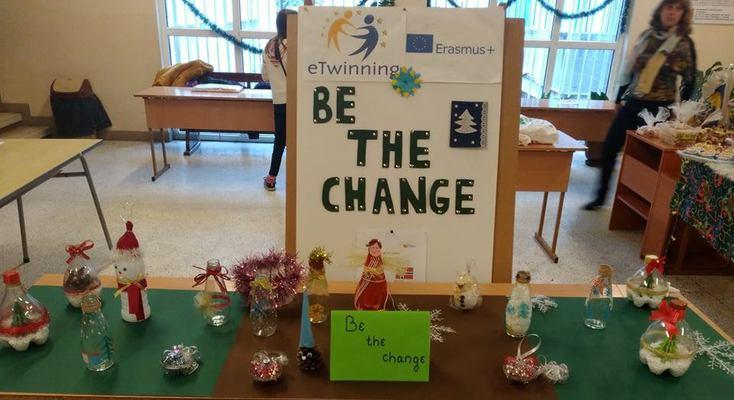 eTwinning
Erasmus+
BE
THE
CHANGE
Be
the
change